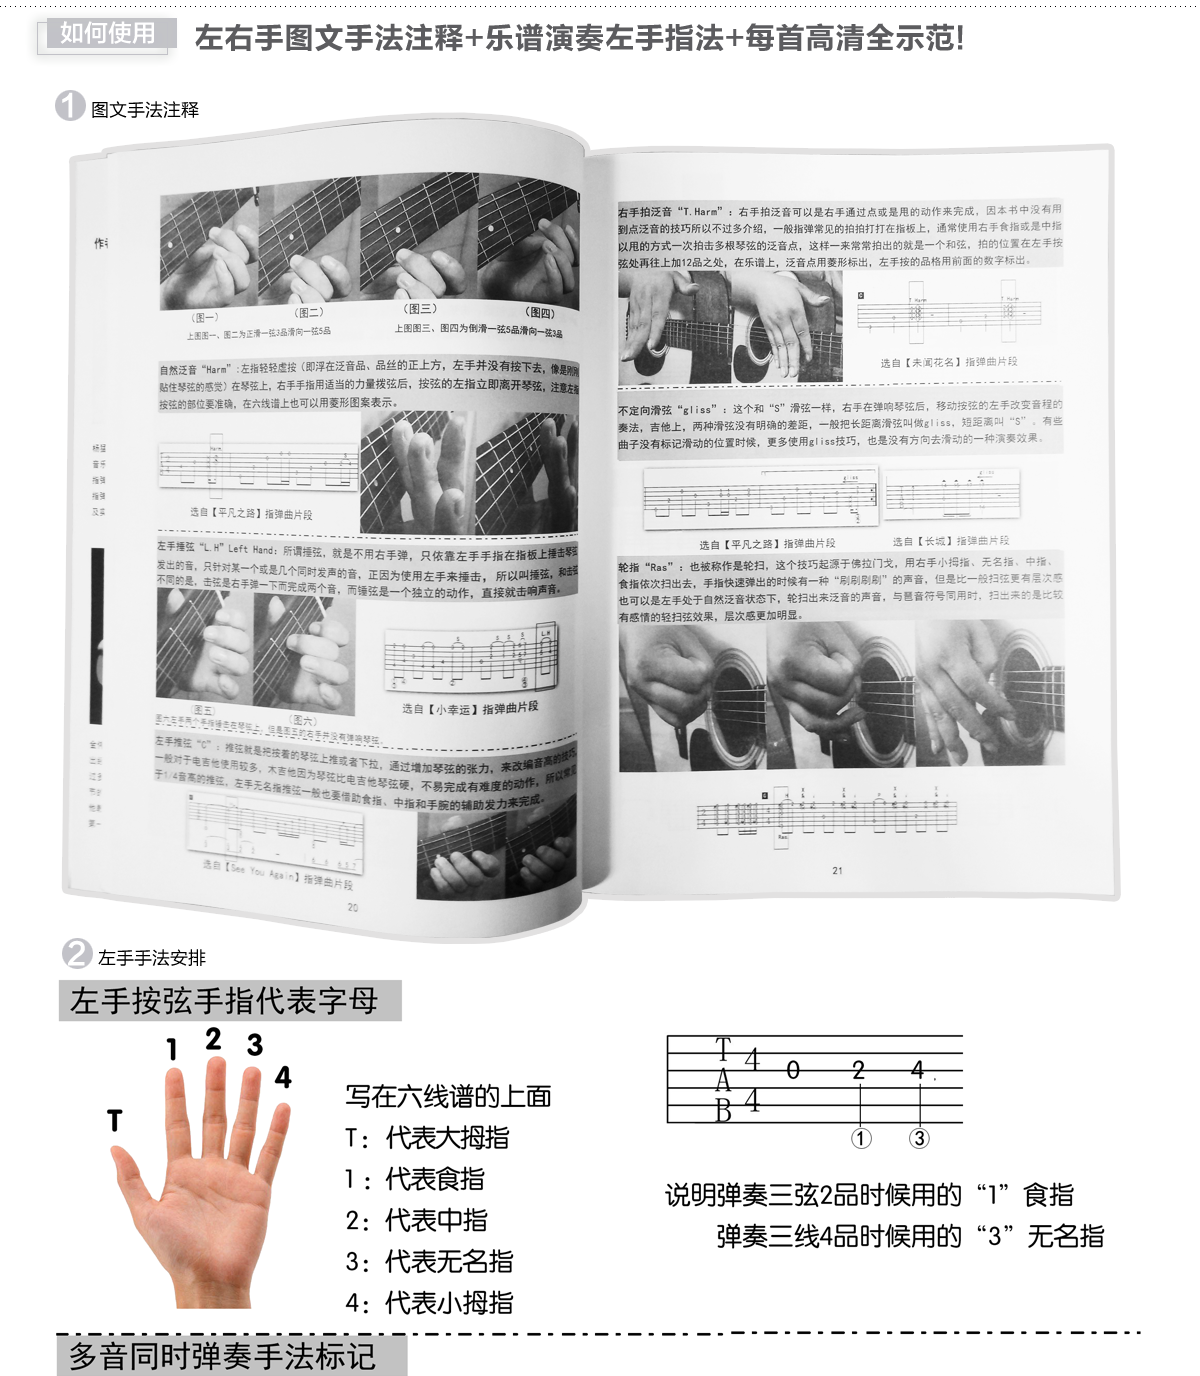 如何使用
左右手图文手法注释+乐谱演奏左手指法+每首高清全示范!
1 图文手法注释
(图一)
(图二)
(图三)
(图四)
上图图一、图二为正滑一弦3品滑向一弦5品
上图图三、图四为倒滑一弦5品滑向一弦3品
自然泛音“Harm”:左指轻轻虚按(即浮在泛音品、品丝的正上方,左手并没有按下去,像是刚刚
贴住琴弦的感觉)在琴弦上,右手手指用适当的力量拨弦后,按弦的左指立即离开琴弦,注意左指
按弦的部位要准确,在六线谱上也可以用菱形图案表示。
Harm
选自【平凡之路】指弹曲片段
左手捶弦“L.H”Left Hand:所谓捶弦,就是不用右手弹,只依靠左手手指在指板上捶击琴弦
发出的音,只针对某一个或是几个同时发声的音,正因为使用左手来捶击,所以叫捶弦,和击弦
不同的是,击弦是右手弹一下而完成两个音,而锤弦是一个独立的动作,直接就击响声音。
L.H
选自【小幸运】指弹曲片段
(图五)
(图六)
图六左手两个手指捶击在琴弦上,但是图五的右手并没有弹响琴弦。
左手推弦“C”:推弦就是把按着的琴弦上推或者下拉,通过增加琴弦的张力,来改编音高的技巧
一般对于电吉他使用较多,木吉他因为琴弦比电吉他琴弦硬,不易完成有难度的动作,所以常见
于1/4音高的推弦,左手无名指推弦一般也要借助食指、中指和手腕的辅助发力来完成。
选自【See You Again】指弹曲片段
20
右手拍泛音“T.Harm”:右手拍泛音可以是右手通过点或是甩的动作来完成,因本书中没有用
到点泛音的技巧所以不过多介绍,一般指弹常见的拍拍打打在指板上,通常使用右手食指或是中指
以甩的方式一次拍击多根琴弦的泛音点,这样一来常常拍出的就是一个和弦,拍的位置在左手按
弦处再往上加12品之处,在乐谱上,泛音点用菱形标出,左手按的品格用前面的数字标出。
T Harm
T Harm
选自【未闻花名】指弹曲片段
不定向滑弦“gliss”:这个和“S”滑弦一样,右手在弹响琴弦后,移动按弦的左手改变音程的
奏法,吉他上,两种滑弦没有明确的差距,一般把长距离滑弦叫做gliss,短距离叫“S”,有些
曲子没有标记滑动的位置时候,更多使用gliss技巧,也是没有方向去滑动的一种演奏效果。
gliss
gliss
选自【平凡之路】指弹曲片段
选自【长城】指弹曲片段
轮指“Ras”:也被称作是轮扫,这个技巧起源于佛拉门戈,用右手小拇指、无名指、中指、
食指依次扫出去,手指快速弹出的时候有一种“刷刷刷刷”的声音,但是比一般扫弦更有层次感
也可以是左手处于自然泛音状态下,轮扫出来泛音的声音,与琶音符号同用时,扫出来的是比较
有感情的轻扫弦效果,层次感更加明显。
Ras
21
2 左手手法安排
左手按弦手指代表字母
T
1
2
3
4
写在六线谱的上面
T:代表大拇指
1:代表食指
2:代表中指
3:代表无名指
4:代表小拇指
T
A
B
4
4
0 2 4
① ③
说明弹奏三弦2品时候用的“1”食指
弹奏三线4品时候用的“3”无名指
多音同时弹奏手法标记